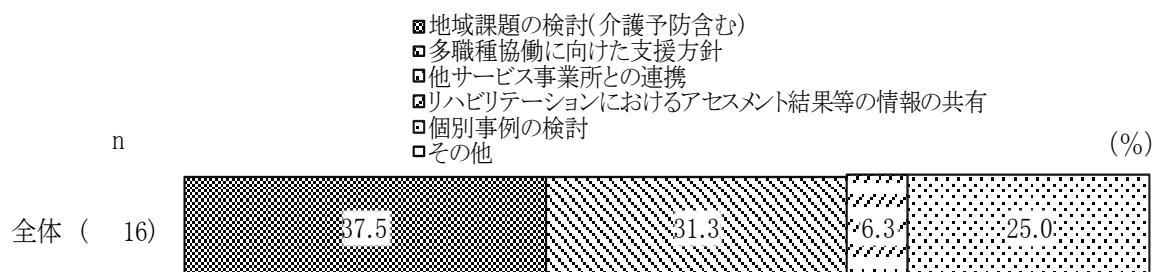 地域課題の検討(介護予防含む)
多職種協働に向けた支援方針
他サービス事業所との連携
リハビリテーションにおけるアセスメント結果等の情報の共有
個別事例の検討
その他
n
(%)
全体 ( 16) 37.5 31.3 6.3 25.0